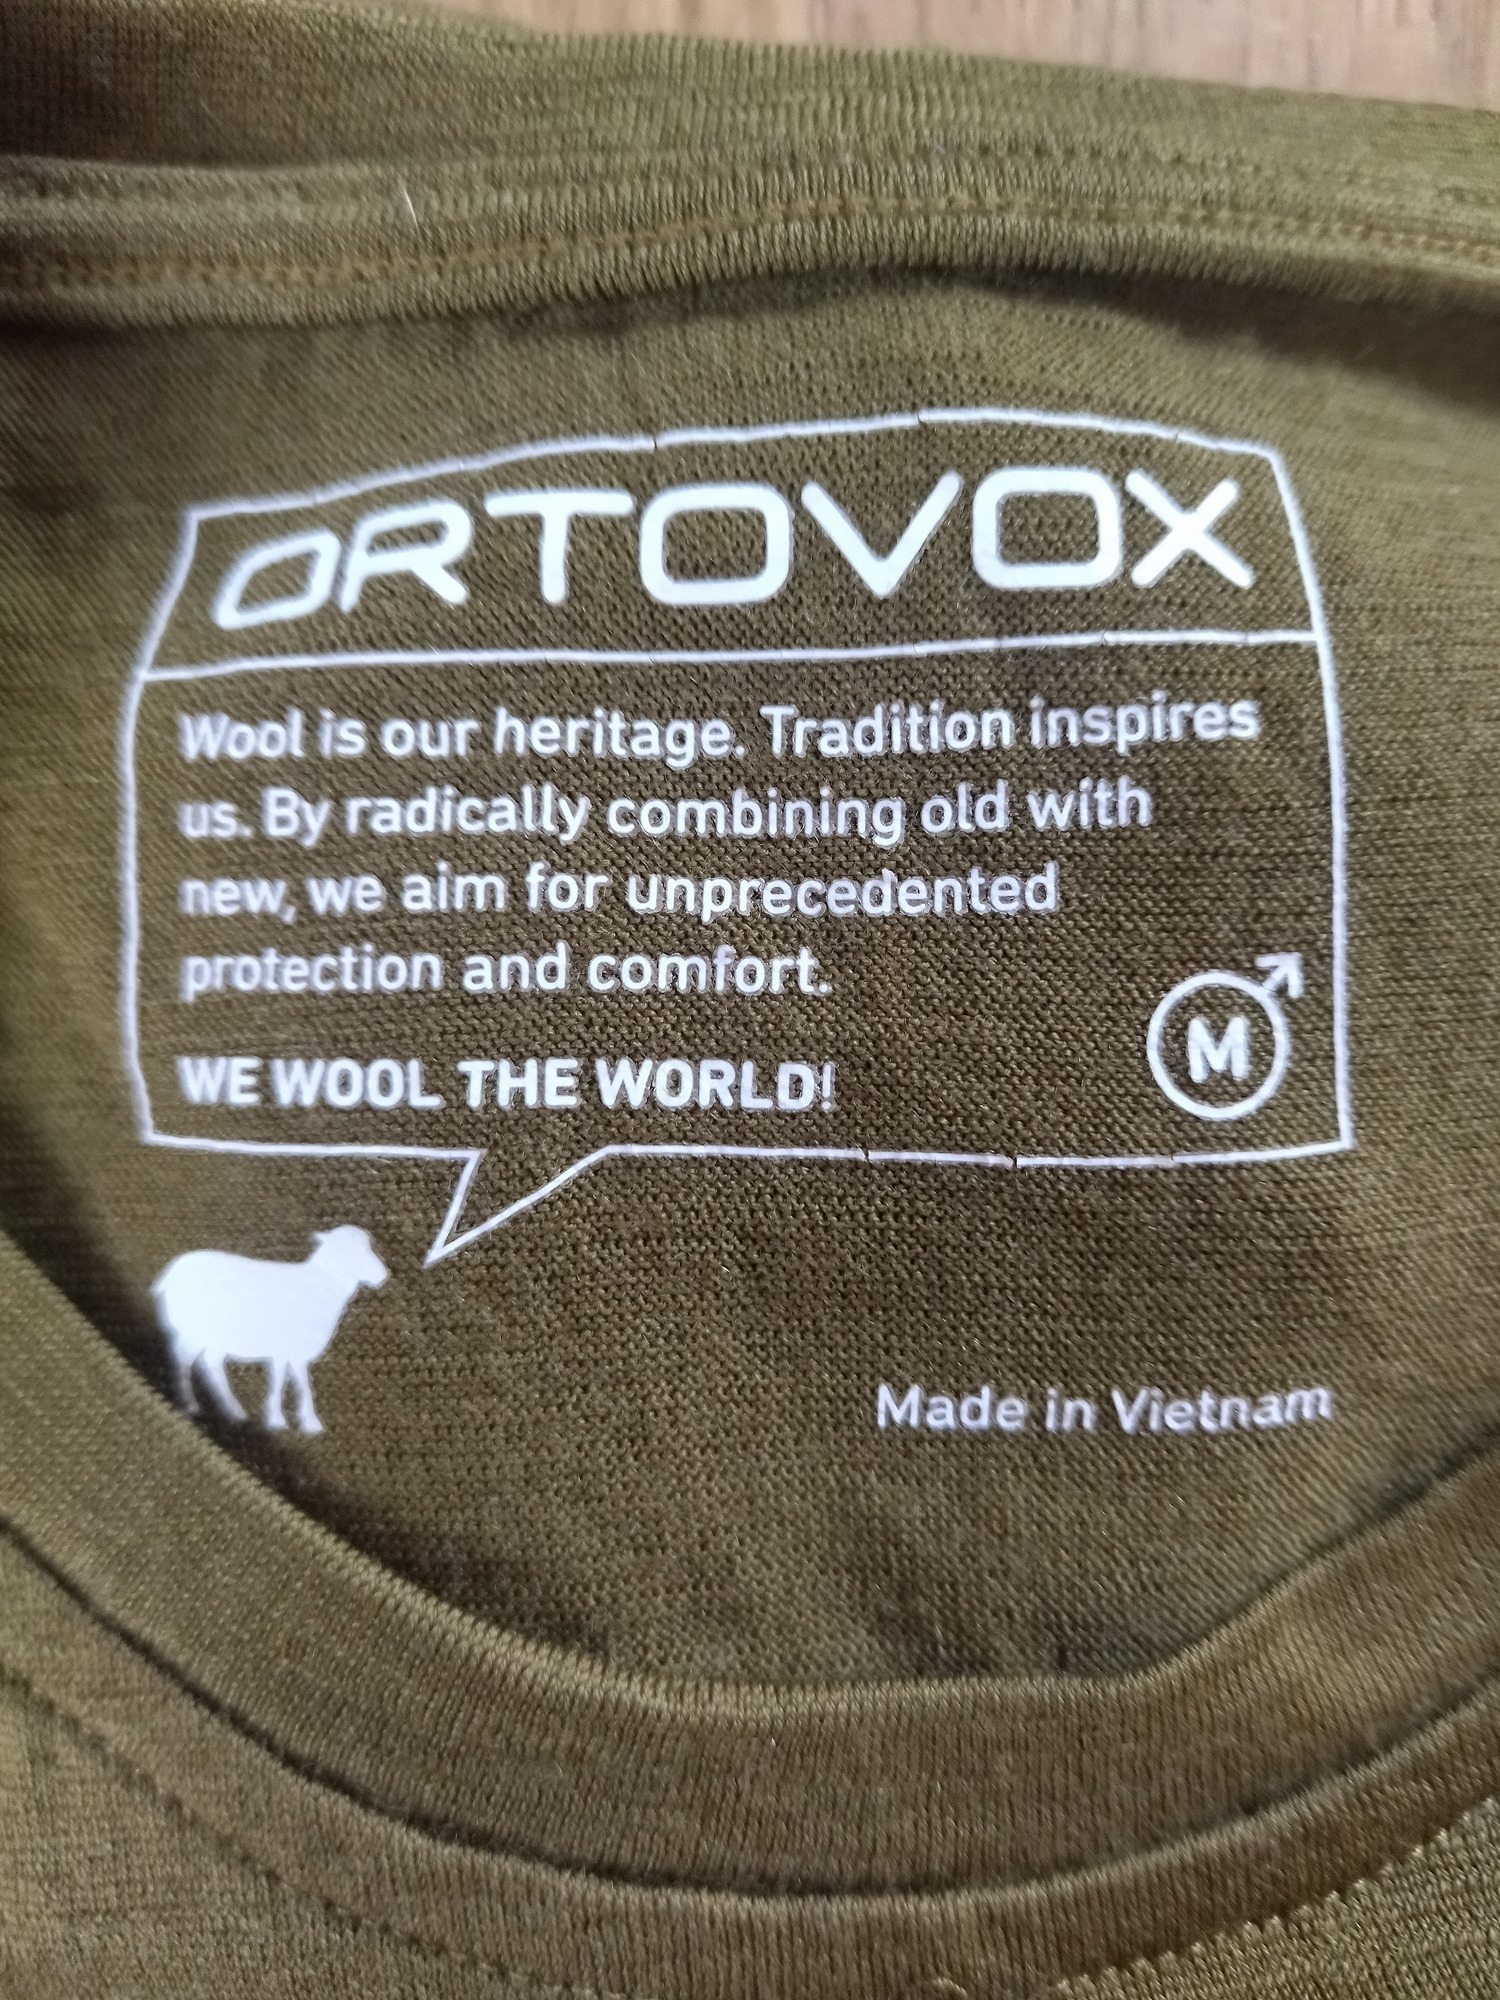 ORTOVOX
Wool is our heritage. Tradition inspires
us. By radically combining old with
new, we aim for unprecedented
protection and comfort.
M
WE WOOL THE WORLD!
Made in Vietnam